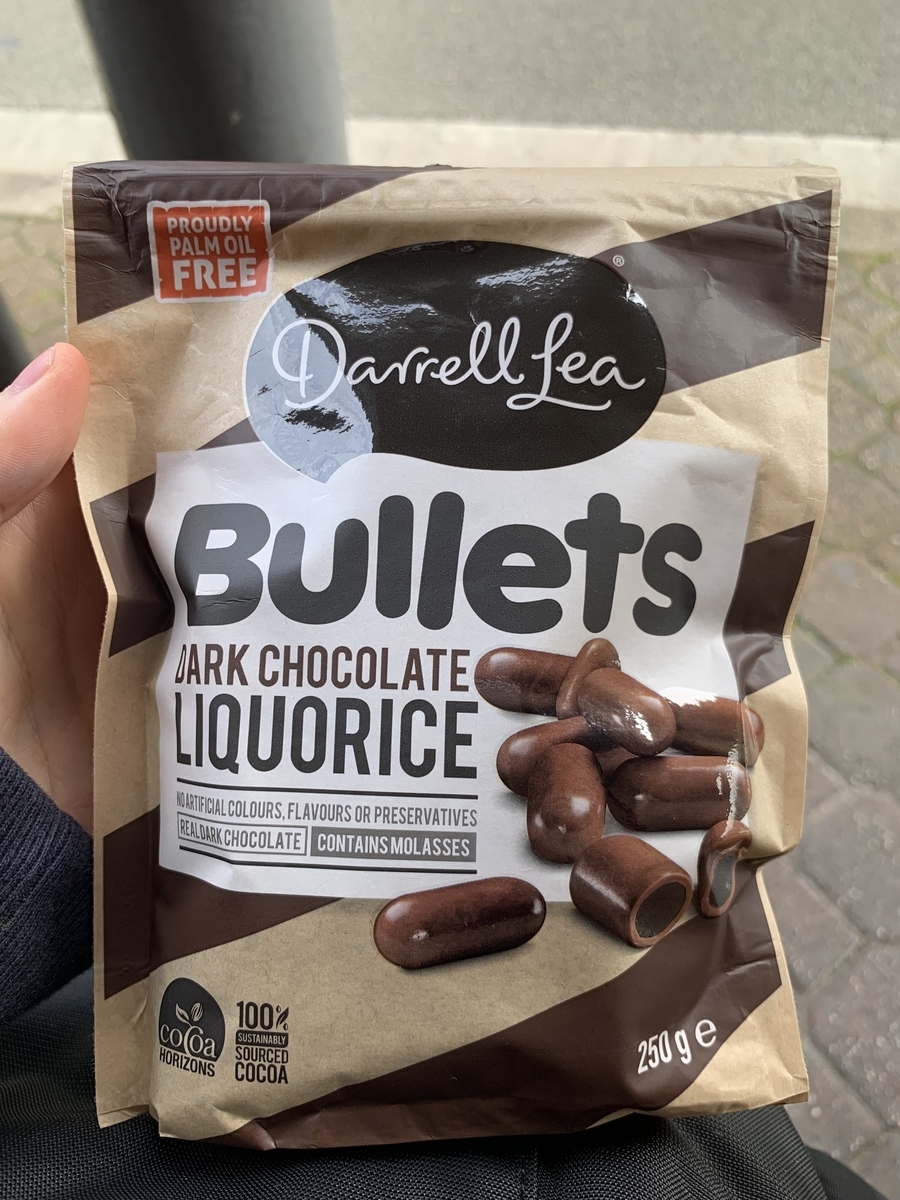 PROUDLY
PALM OIL
FREE
Darrell Lea
®
Bullets
DARK CHOCOLATE
LIQUORICE
NO ARTIFICIAL COLOURS, FLAVOURS OR PRESERVATIVES
REAL DARK CHOCOLATE CONTAINS MOLASSES
cocoa
HORIZONS
100%
SUSTAINABLY
SOURCED
COCOA
250 g e